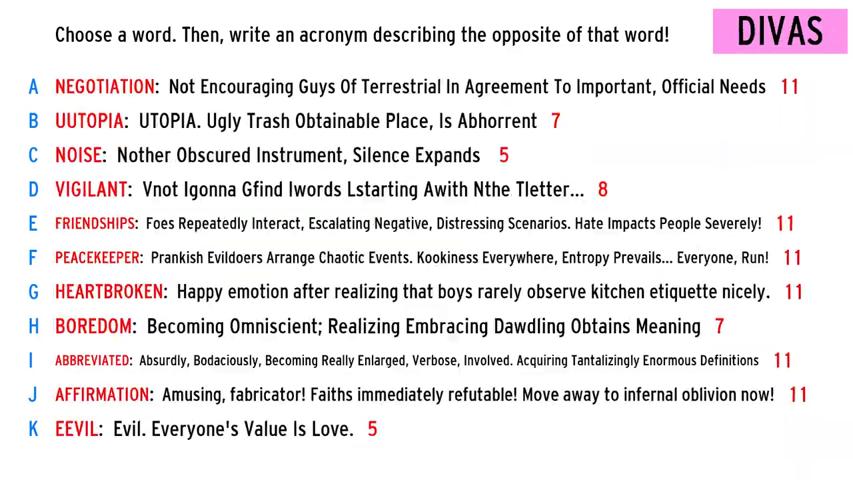 Choose a word. Then, write an acronym describing the opposite of that word!
DIVAS
A NEGOTIATION: Not Encouraging Guys Of Terrestrial In Agreement To Important, Official Needs 11
B UUTOPIA: UTOPIA. Ugly Trash Obtainable Place, Is Abhorrent 7
C NOISE: Nother Obscured Instrument, Silence Expands 5
D VIGILANT: Vnot Igonna Gfind Iwords Lstarting Awith Nthe Tletter... 8
E FRIENDSHIPS: Foes Repeatedly Interact, Escalating Negative, Distressing Scenarios. Hate Impacts People Severely! 11
F PEACEKEEPER: Prankish Evildoers Arrange Chaotic Events. Kookiness Everywhere, Entropy Prevails... Everyone, Run! 11
G HEARTBROKEN: Happy emotion after realizing that boys rarely observe kitchen etiquette nicely. 11
H BOREDOM: Becoming Omniscient; Realizing Embracing Dawdling Obtains Meaning 7
I ABBREVIATED: Absurdly, Bodaciously, Becoming Really Enlarged, Verbose, Involved. Acquiring Tantalizingly Enormous Definitions 11
J AFFIRMATION: Amusing, fabricator! Faiths immediately refutable! Move away to infernal oblivion now! 11
K EEVIL: Evil. Everyone's Value Is Love. 5